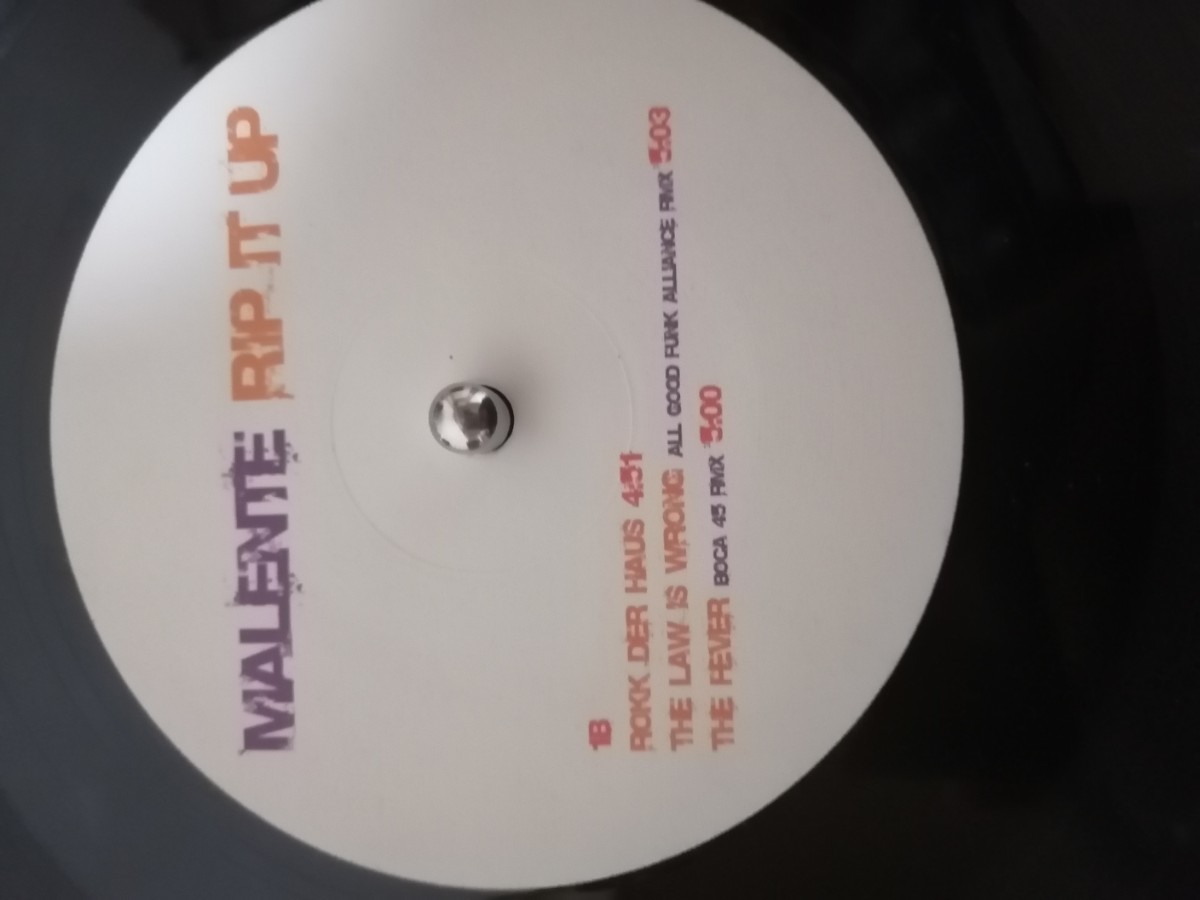 MALENTE RIP IT UP
1B
ROKK DER HAUS 4:51
THE LAW IS WRONG ALL GOOD FUNK ALLIANCE RMX 5:03
THE FEVER BOCA 45 RMX 5:00